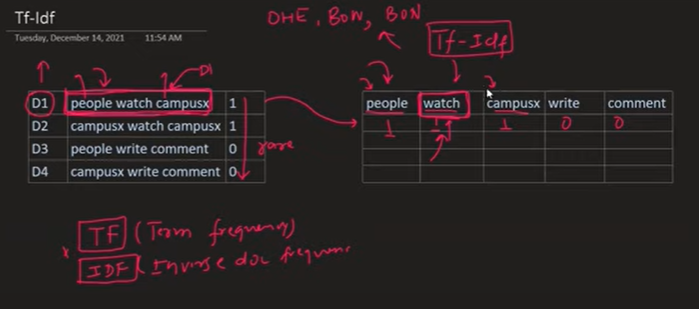 Tf-Idf
Tuesday, December 14, 2021 11:54 AM
OHE, BOW, BON
Tf-Idf
D1
D1 people watch campusx 1
D2 campusx watch campusx 1
D3 people write comment 0
D4 campusx write comment 0
rare
people watch campusx write comment
1 1 1 0 0
TF (Term frequency)
IDF (Inverse doc frequenc